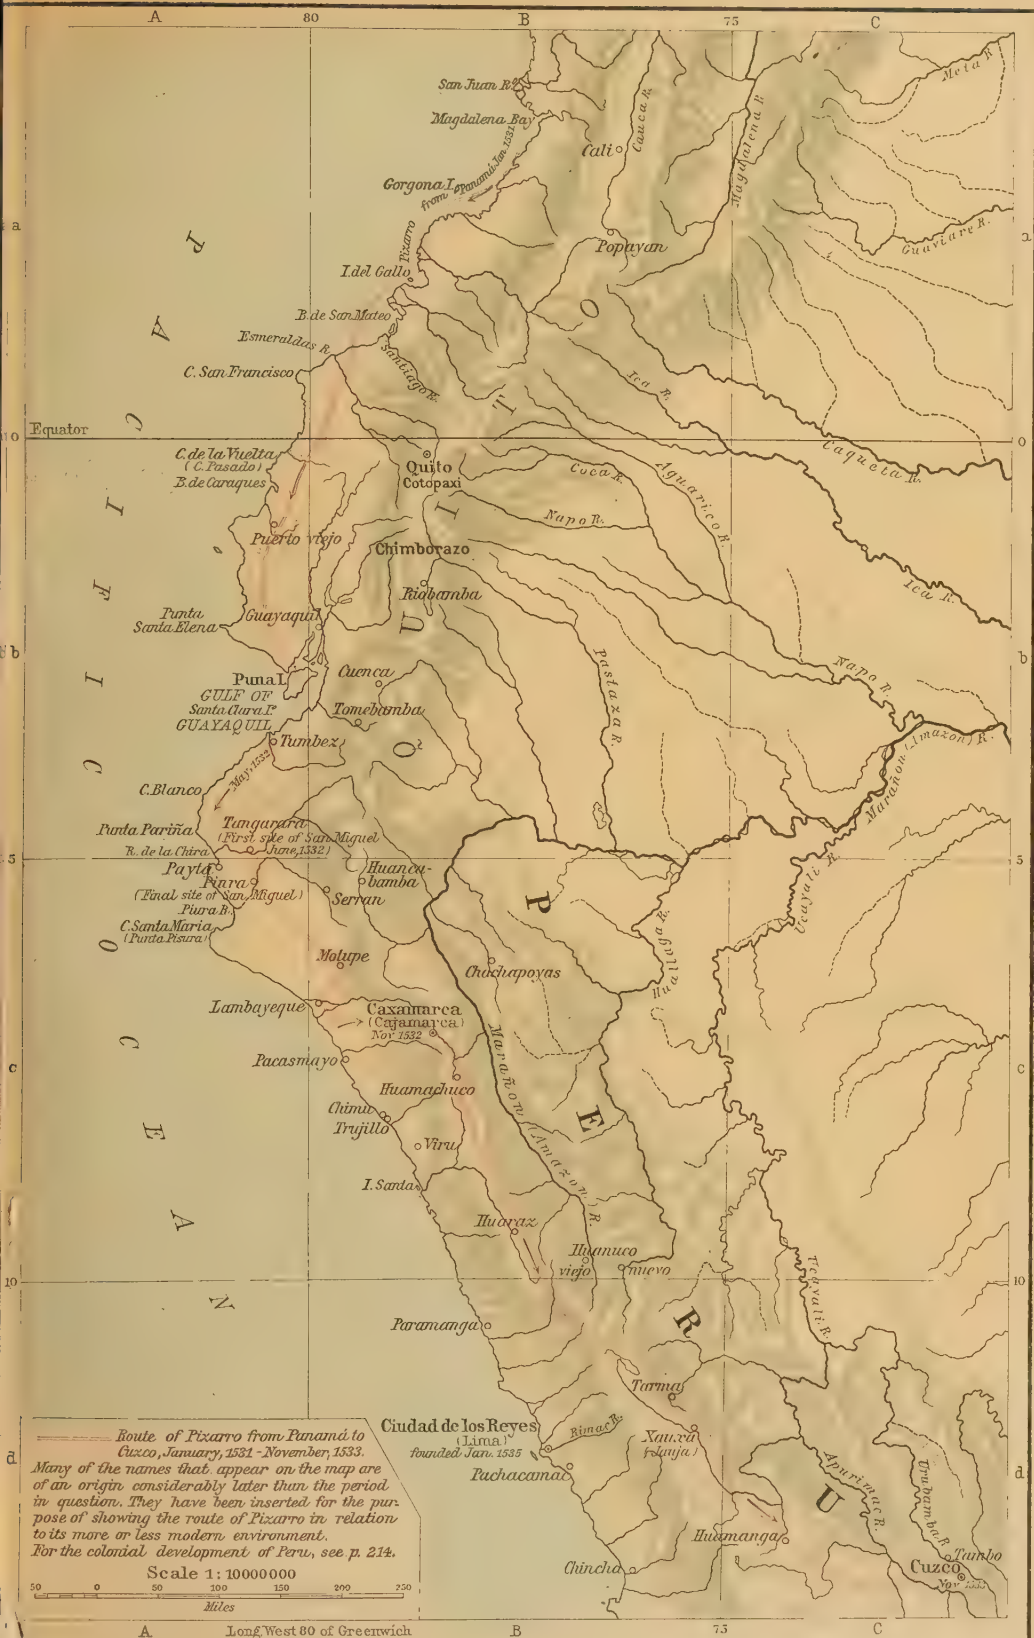 A
80
B
75
C
San Juan R.
Meta R.
Magdalena Bay
Cauca R.
Cali
Magdalena R.
Gorgona I.
Pizarro from Panamá Jan. 1531
a
a
P A C I F I C
O C E A N
Popayan
Guaviare R.
I. del Gallo
B. de San Mateo
Esmeraldas R.
Santiago R.
C. San Francisco
Ica R.
Equator
0
0
Caqueta R.
C. de la Vuelta
(C. Pasado)
B. de Caraques
Quito
Cotopaxi
Coca R.
Aguarico R.
Napo R.
Puerto viejo
Chimborazo
Riobamba
Ica R.
Q U I T O
Punta
Santa Elena
Guayaquil
b
b
Pastaza R.
Napo R.
Puna I.
Cuenca
GULF OF
Santa Clara I.
GUAYAQUIL
Tomebamba
Tumbez
Marañon (Amazon) R.
May, 1532
C. Blanco
Punta Pariña
Tangarara
(First site of San Miguel
June, 1532)
R. de la Chira
5
Payta
Piura
(Final site of San Miguel)
Huanca-
bamba
Serran
Piura R.
C. Santa Maria
(Punta Pisura)
Ucayali R.
Huallaga R.
P E R U
Motupe
Chachapoyas
Lambayeque
Caxamarca
(Cajamarca)
Nov 1532
Pacasmayo
c
c
Marañon (Amazon) R.
Huamachuco
Chimu
Trujillo
Viru
I. Santa
Huaraz
Huanuco
viejo
nuevo
10
10
Ucayali R.
Paramanga
Tarma
Ciudad de los Reyes
(Lima)
founded Jan. 1535
Rimac R.
Xauxa
(Jauja)
Pachacamac
d
d
Apurimac R.
Urubamba R.
Huamanga
Tambo
Cuzco
Nov 1533
Chincha
Route of Pizarro from Panamá to
Cuzco, January, 1531 - November, 1533.
Many of the names that appear on the map are
of an origin considerably later than the period
in question. They have been inserted for the pur-
pose of showing the route of Pizarro in relation
to its more or less modern environment.
For the colonial development of Peru, see p. 214.
Scale 1: 10000000
50 0 50 100 150 200 250
Miles
A
Long. West 80 of Greenwich
B
75
C